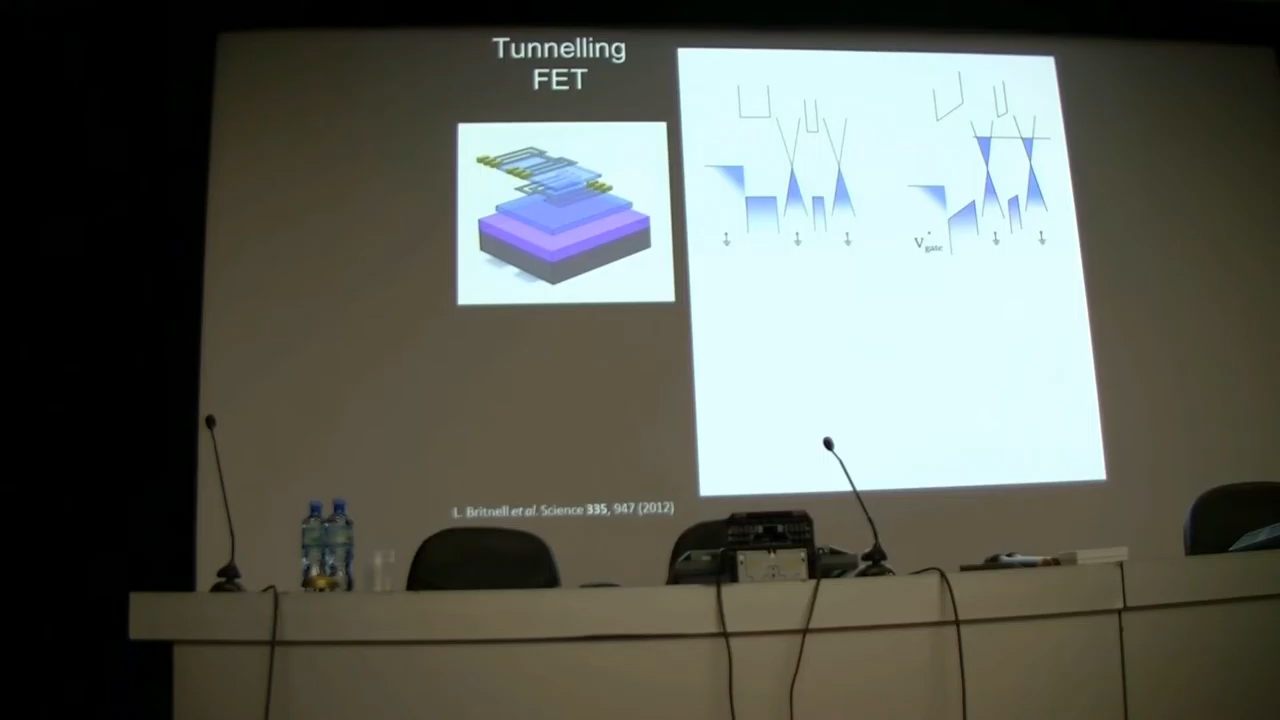 Tunnelling
FET
V gate
L. Britnell et al. Science 335, 947 (2012)